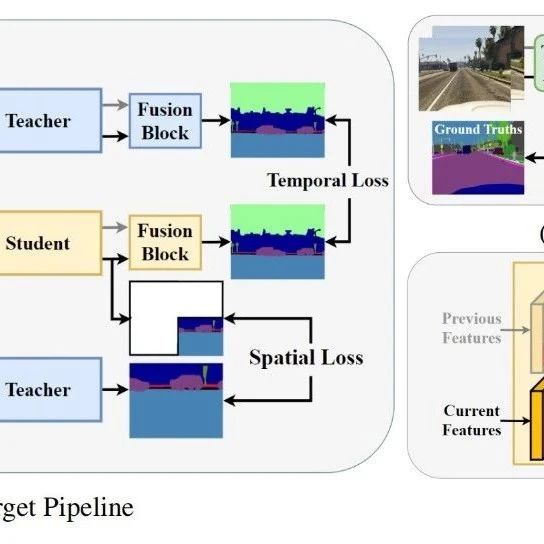 Teacher
Fusion
Block
Temporal Loss
Student
Fusion
Block
Spatial Loss
Teacher
rget Pipeline
Ground Truths
Previous
Features
Current
Features